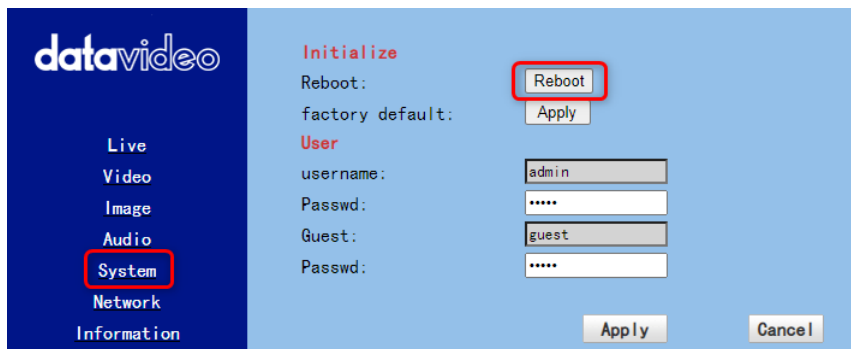 datavideo
Live
Video
Image
Audio
System
Network
Information
Initialize
Reboot: Reboot
factory default: Apply
User
username: admin
Passwd: •••••
Guest: guest
Passwd: •••••
Apply Cancel